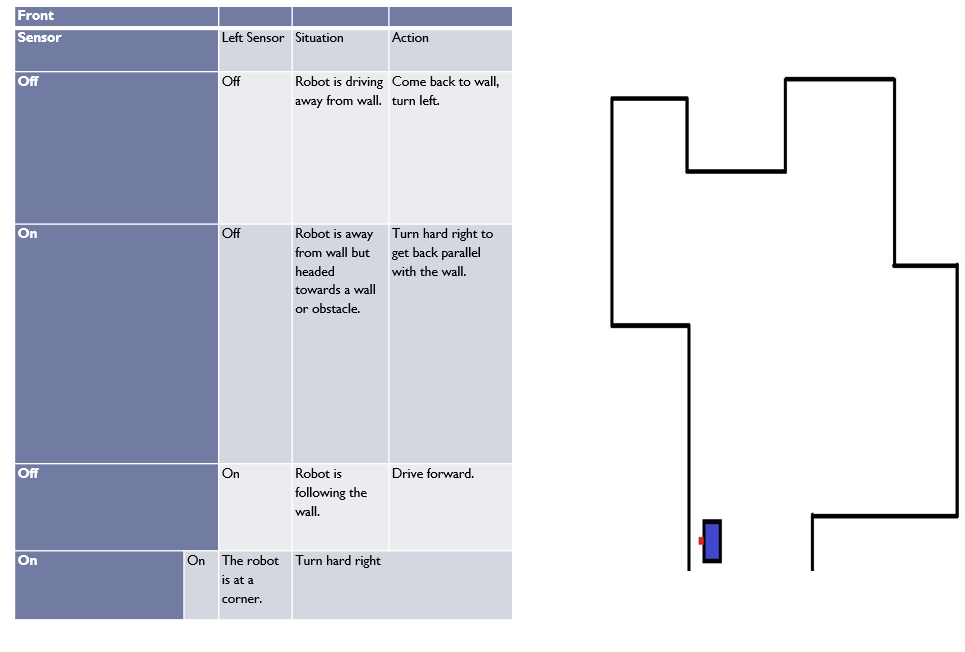 Front
Sensor
Left Sensor
Situation
Action
Off
Off
Robot is driving
away from wall.
Come back to wall,
turn left.
On
Off
Robot is away
from wall but
headed
towards a wall
or obstacle.
Turn hard right to
get back parallel
with the wall.
Off
On
Robot is
following the
wall.
Drive forward.
On
On
The robot
is at a
corner.
Turn hard right